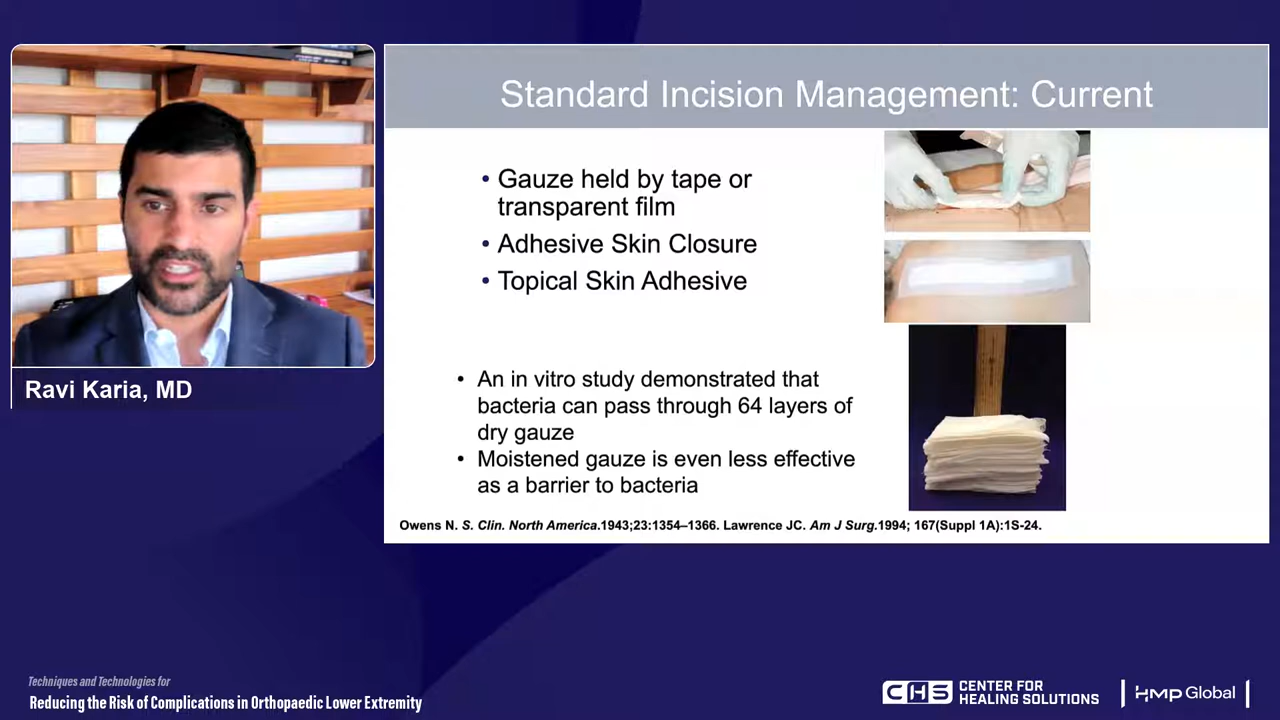 Standard Incision Management: Current
• Gauze held by tape or
transparent film
• Adhesive Skin Closure
• Topical Skin Adhesive
• An in vitro study demonstrated that
bacteria can pass through 64 layers of
dry gauze
• Moistened gauze is even less effective
as a barrier to bacteria
Owens N. S. Clin. North America.1943;23:1354–1366. Lawrence JC. Am J Surg.1994; 167(Suppl 1A):1S-24.
Ravi Karia, MD
Techniques and Technologies for
Reducing the Risk of Complications in Orthopaedic Lower Extremity
CHS CENTER FOR
HEALING SOLUTIONS
HMP Global